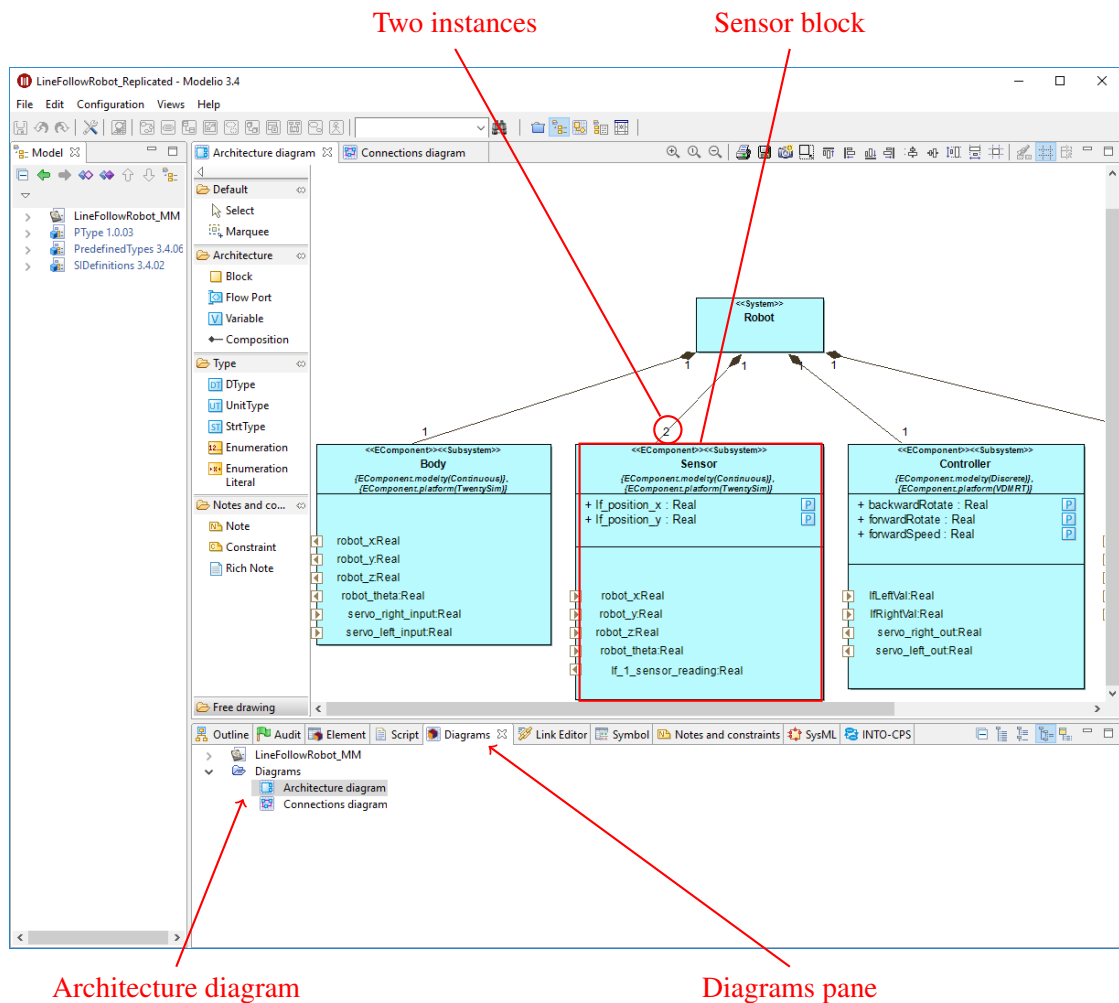 Two instances
Sensor block
LineFollowRobot_Replicated - Modelio 3.4
File Edit Configuration Views Help
Model
Architecture diagram
Connections diagram
Default
Select
Marquee
Architecture
Block
Flow Port
Variable
Composition
Type
DType
UnitType
StrtType
Enumeration
Enumeration
Literal
Notes and co...
Note
Constraint
Rich Note
Free drawing
LineFollowRobot_MM
PType 1.0.03
PredefinedTypes 3.4.06
SIDefinitions 3.4.02
<<System>>
Robot
1
1
1
1
1
2
1
<<EComponent>><<Subsystem>>
Body
{EComponent.modelty(Continuous)},
{EComponent.platform(TwentySim)}
robot_x:Real
robot_y:Real
robot_z:Real
robot_theta:Real
servo_right_input:Real
servo_left_input:Real
<<EComponent>><<Subsystem>>
Sensor
{EComponent.modelty(Continuous)},
{EComponent.platform(TwentySim)}
+ lf_position_x : Real P
+ lf_position_y : Real P
robot_x:Real
robot_y:Real
robot_z:Real
robot_theta:Real
lf_1_sensor_reading:Real
<<EComponent>><<Subsystem>>
Controller
{EComponent.modelty(Discrete)},
{EComponent.platform(VDMRT)}
+ backwardRotate : Real P
+ forwardRotate : Real P
+ forwardSpeed : Real P
lfLeftVal:Real
lfRightVal:Real
servo_right_out:Real
servo_left_out:Real
Outline Audit Element Script Diagrams Link Editor Symbol Notes and constraints SysML INTO-CPS
LineFollowRobot_MM
Diagrams
Architecture diagram
Connections diagram
Architecture diagram
Diagrams pane